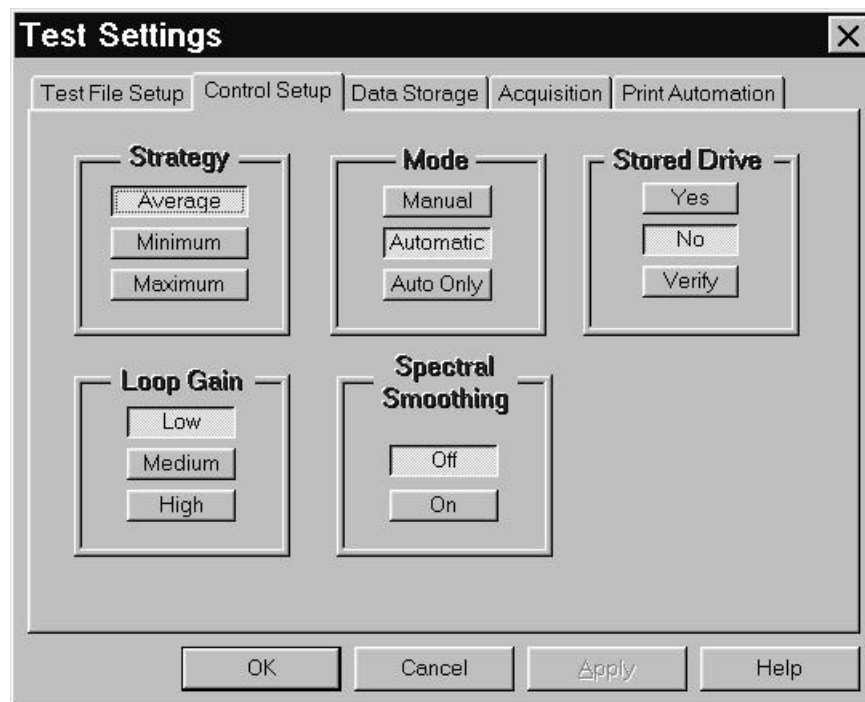 Test Settings
Test File Setup
Control Setup
Data Storage
Acquisition
Print Automation
Strategy
Average
Minimum
Maximum
Mode
Manual
Automatic
Auto Only
Stored Drive
Yes
No
Verify
Loop Gain
Low
Medium
High
Spectral
Smoothing
Off
On
OK
Cancel
Apply
Help